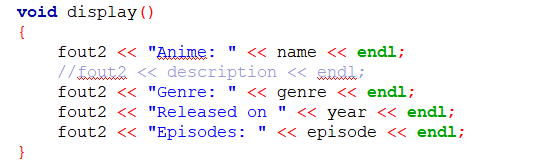 void display()
{
fout2 << "Anime: " << name << endl;
//fout2 << description << endl;
fout2 << "Genre: " << genre << endl;
fout2 << "Released on " << year << endl;
fout2 << "Episodes: " << episode << endl;
}